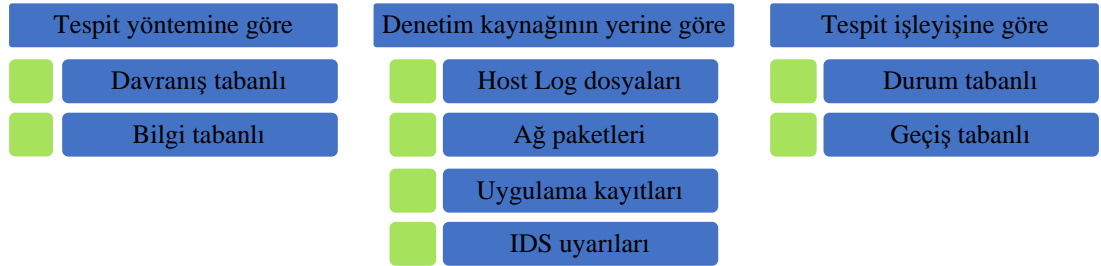 Tespit yöntemine göre
Davranış tabanlı
Bilgi tabanlı
Denetim kaynağının yerine göre
Host Log dosyaları
Ağ paketleri
Uygulama kayıtları
IDS uyarıları
Tespit işleyişine göre
Durum tabanlı
Geçiş tabanlı